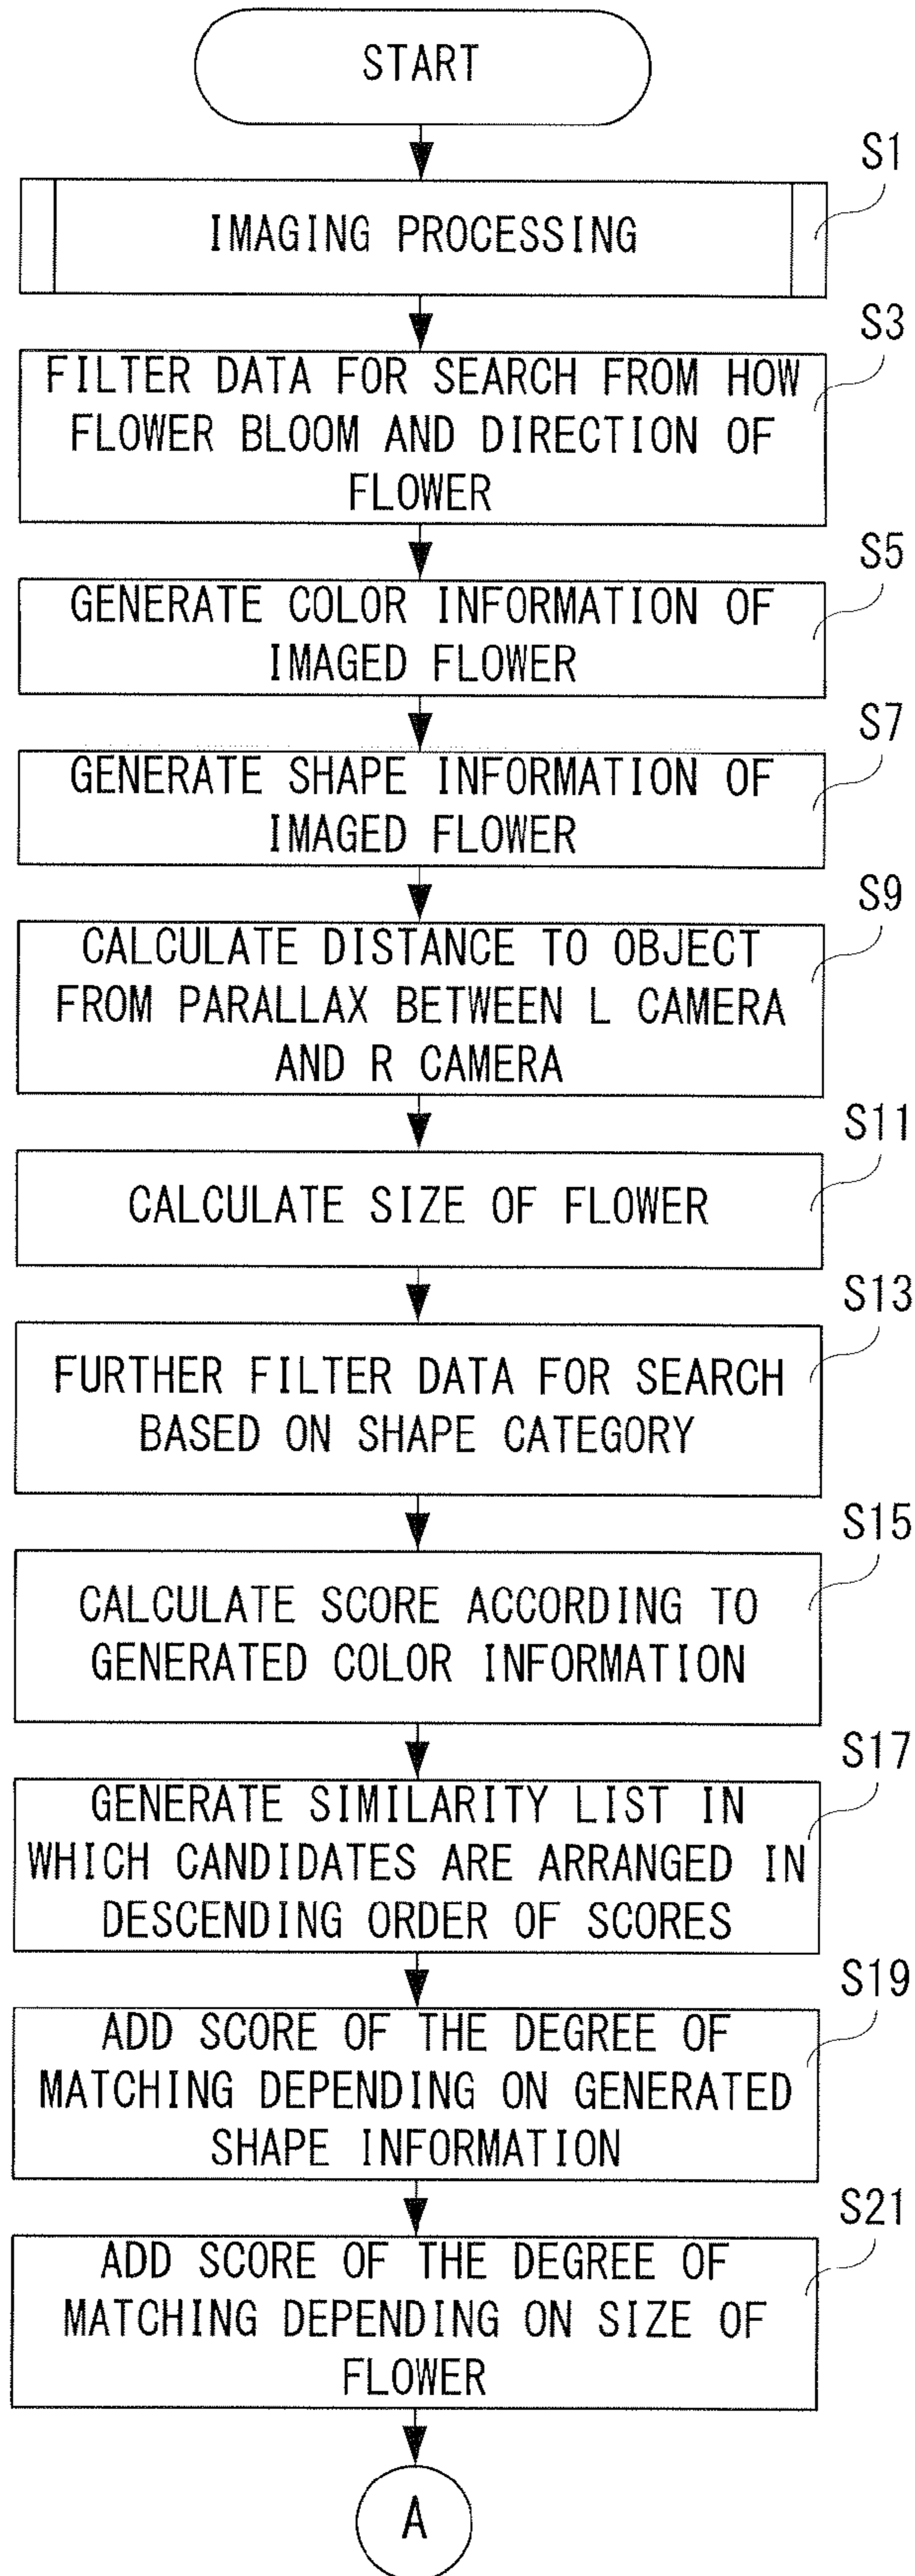 START
S1
IMAGING PROCESSING
S3
FILTER DATA FOR SEARCH FROM HOW
FLOWER BLOOM AND DIRECTION OF
FLOWER
S5
GENERATE COLOR INFORMATION OF
IMAGED FLOWER
S7
GENERATE SHAPE INFORMATION OF
IMAGED FLOWER
S9
CALCULATE DISTANCE TO OBJECT
FROM PARALLAX BETWEEN L CAMERA
AND R CAMERA
S11
CALCULATE SIZE OF FLOWER
S13
FURTHER FILTER DATA FOR SEARCH
BASED ON SHAPE CATEGORY
S15
CALCULATE SCORE ACCORDING TO
GENERATED COLOR INFORMATION
S17
GENERATE SIMILARITY LIST IN
WHICH CANDIDATES ARE ARRANGED IN
DESCENDING ORDER OF SCORES
S19
ADD SCORE OF THE DEGREE OF
MATCHING DEPENDING ON GENERATED
SHAPE INFORMATION
S21
ADD SCORE OF THE DEGREE OF
MATCHING DEPENDING ON SIZE OF
FLOWER
A